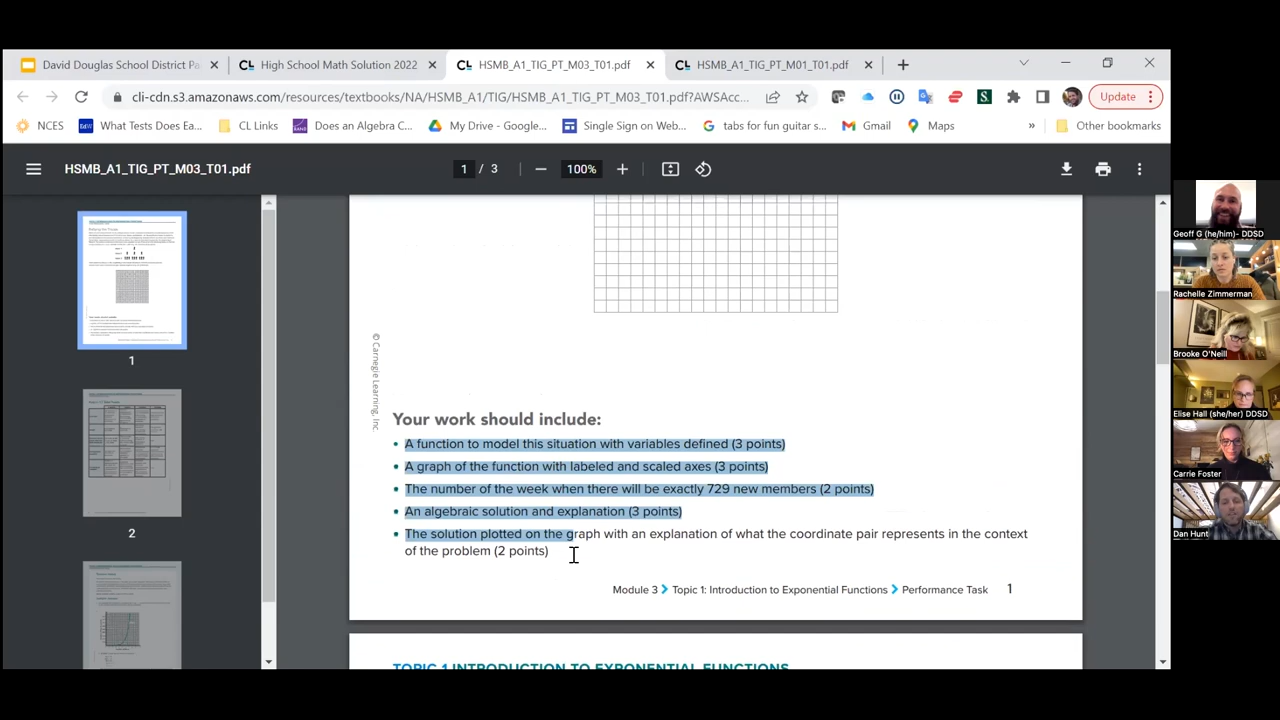 David Douglas School District Pa
High School Math Solution 2022
HSMB_A1_TIG_PT_M03_T01.pdf
HSMB_A1_TIG_PT_M01_T01.pdf
cli-cdn.s3.amazonaws.com/resources/textbooks/NA/HSMB_A1/TIG/HSMB_A1_TIG_PT_M03_T01.pdf?AWSAcc...
Update
NCES
What Tests Does Ea...
CL Links
Does an Algebra C...
My Drive - Google...
Single Sign on Web...
tabs for fun guitar s...
Gmail
Maps
»
Other bookmarks
HSMB_A1_TIG_PT_M03_T01.pdf
1 / 3
100%
1
2
© Carnegie Learning, Inc.
Your work should include:
• A function to model this situation with variables defined (3 points)
• A graph of the function with labeled and scaled axes (3 points)
• The number of the week when there will be exactly 729 new members (2 points)
• An algebraic solution and explanation (3 points)
• The solution plotted on the graph with an explanation of what the coordinate pair represents in the context
of the problem (2 points)
Module 3 > Topic 1: Introduction to Exponential Functions > Performance Task 1
TOPIC 1 INTRODUCTION TO EXPONENTIAL FUNCTIONS
Geoff G (he/him)- DDSD
Rachelle Zimmerman
Brooke O'Neill
Elise Hall (she/her) DDSD
Carrie Foster
Dan Hunt